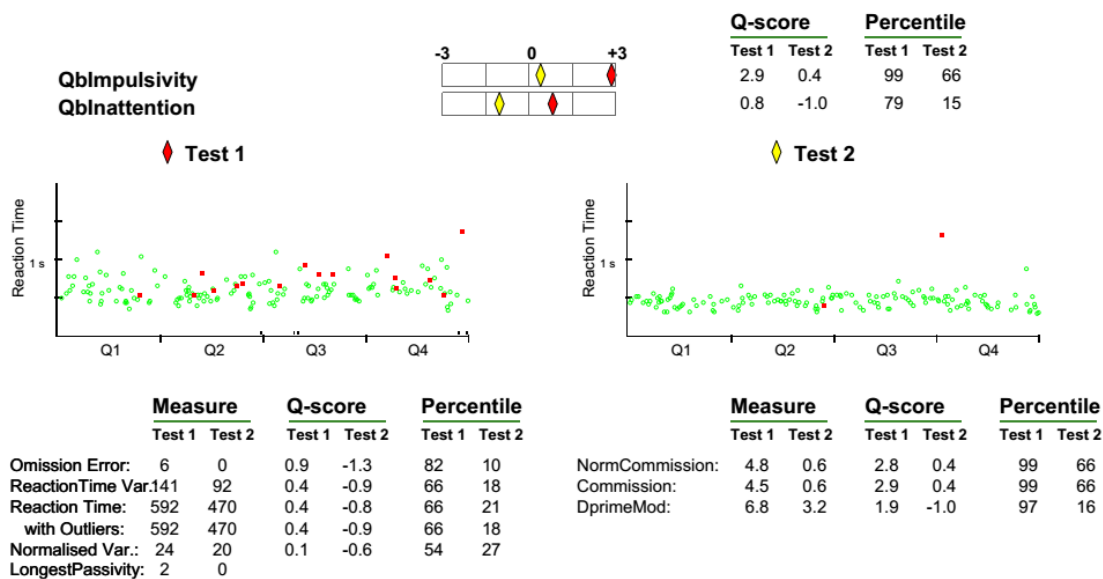 Q-score Percentile
-3 0 +3 Test 1 Test 2 Test 1 Test 2
QbImpulsivity 2.9 0.4 99 66
QbInattention 0.8 -1.0 79 15
Test 1 Test 2
Reaction Time
1 s
Q1 Q2 Q3 Q4
Reaction Time
1 s
Q1 Q2 Q3 Q4
Measure Q-score Percentile
Test 1 Test 2 Test 1 Test 2 Test 1 Test 2
Omission Error: 6 0 0.9 -1.3 82 10
ReactionTime Var.:141 92 0.4 -0.9 66 18
Reaction Time: 592 470 0.4 -0.8 66 21
with Outliers: 592 470 0.4 -0.9 66 18
Normalised Var.: 24 20 0.1 -0.6 54 27
LongestPassivity: 2 0
Measure Q-score Percentile
Test 1 Test 2 Test 1 Test 2 Test 1 Test 2
NormCommission: 4.8 0.6 2.8 0.4 99 66
Commission: 4.5 0.6 2.9 0.4 99 66
DprimeMod: 6.8 3.2 1.9 -1.0 97 16